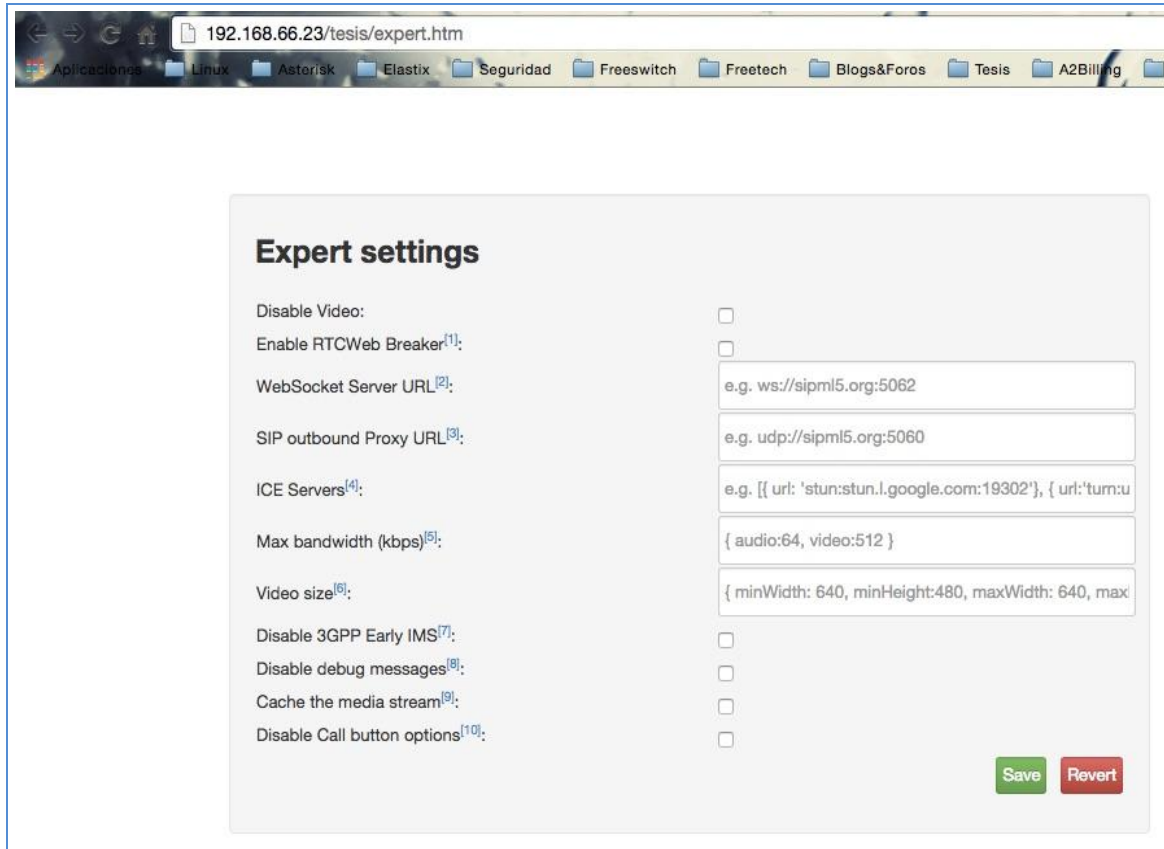 192.168.66.23/tesis/expert.htm
Aplicaciones Linux Asterisk Elastix Seguridad Freeswitch Freetech Blogs&Foros Tesis A2Billing
Expert settings
Disable Video:
Enable RTCWeb Breaker[1]:
WebSocket Server URL[2]: e.g. ws://sipml5.org:5062
SIP outbound Proxy URL[3]: e.g. udp://sipml5.org:5060
ICE Servers[4]: e.g. [{ url: 'stun:stun.l.google.com:19302'}, { url:'turn:u
Max bandwidth (kbps)[5]: { audio:64, video:512 }
Video size[6]: { minWidth: 640, minHeight:480, maxWidth: 640, max
Disable 3GPP Early IMS[7]:
Disable debug messages[8]:
Cache the media stream[9]:
Disable Call button options[10]:
Save Revert